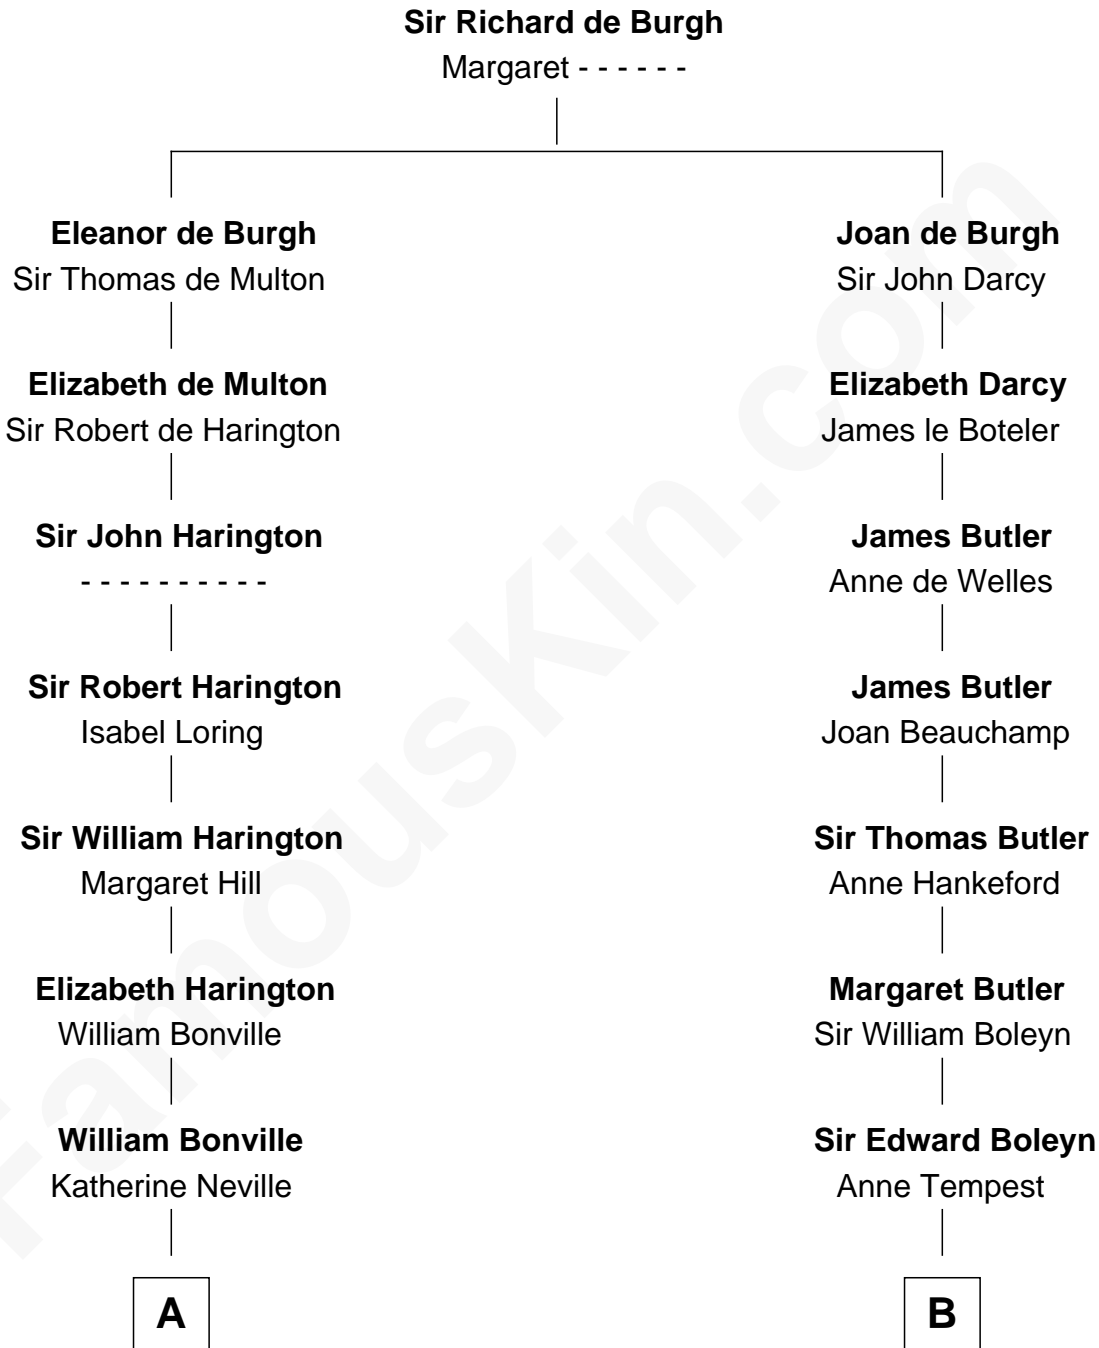 Sir Richard de Burgh
Margaret - - - - - -
Eleanor de Burgh
Sir Thomas de Multon
Joan de Burgh
Sir John Darcy
Elizabeth de Multon
Sir Robert de Harington
Elizabeth Darcy
James le Boteler
Sir John Harington
- - - - - - - - - -
James Butler
Anne de Welles
Sir Robert Harington
Isabel Loring
James Butler
Joan Beauchamp
Sir William Harington
Margaret Hill
Sir Thomas Butler
Anne Hankeford
Elizabeth Harington
William Bonville
Margaret Butler
Sir William Boleyn
William Bonville
Katherine Neville
Sir Edward Boleyn
Anne Tempest
A
B
FamousKin.com